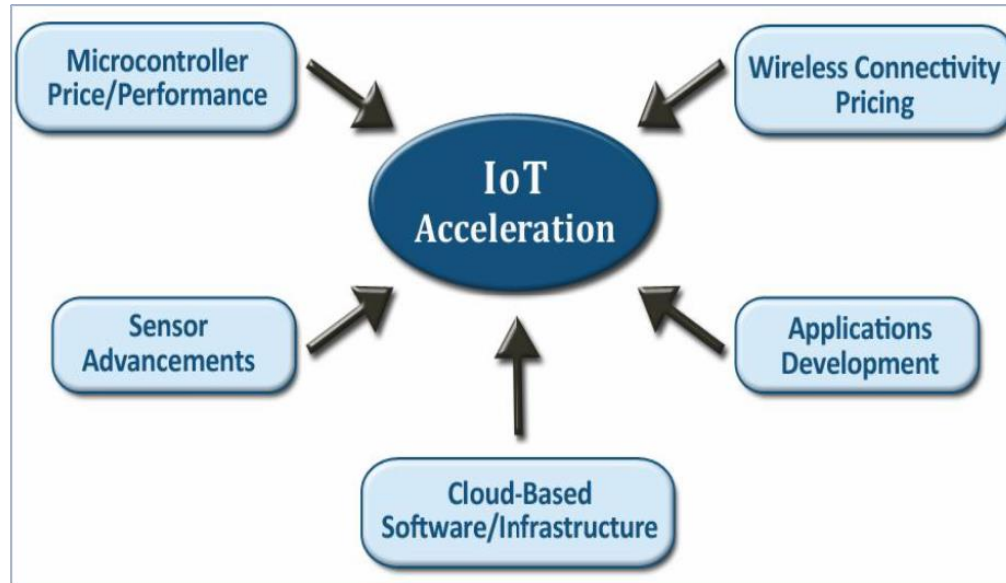 Microcontroller
Price/Performance
Wireless Connectivity
Pricing
IoT
Acceleration
Sensor
Advancements
Applications
Development
Cloud-Based
Software/Infrastructure